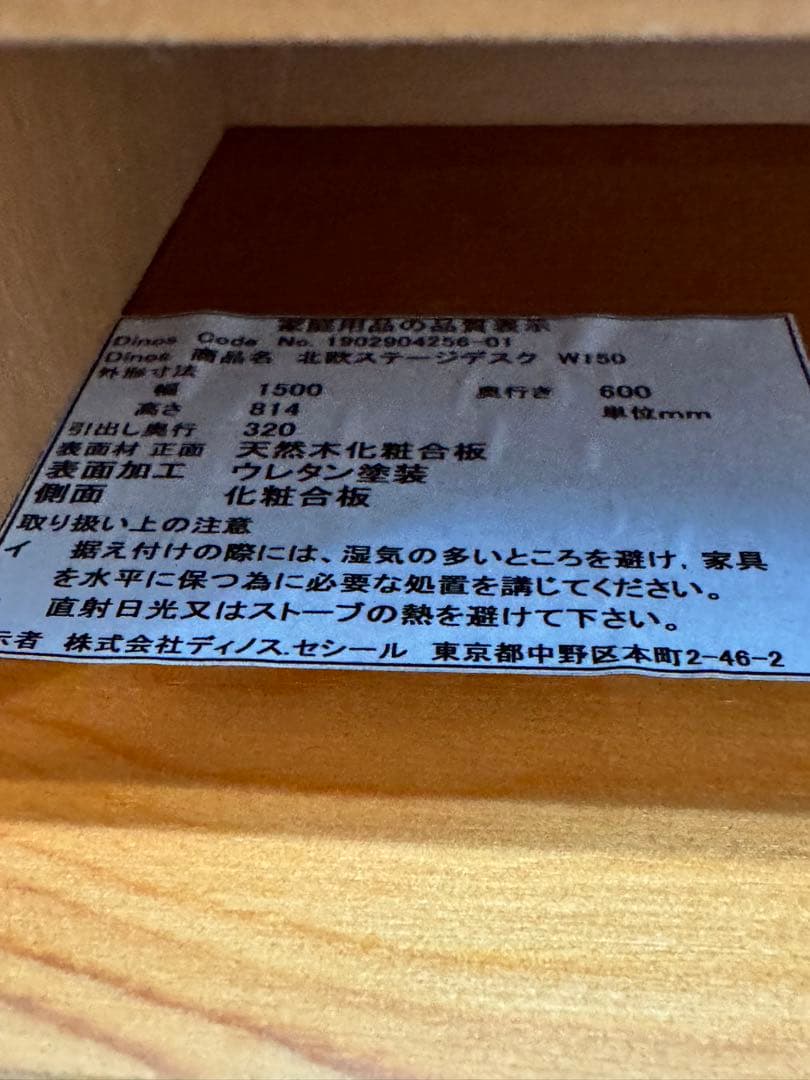 家庭用品の品質表示
Dinos Code No. 1902904256-01
Dinos 商品名 北欧ステージデスク W150
外形寸法
幅 1500 奥行き 600
高さ 814 単位mm
引出し奥行 320
表面材 正面 天然木化粧合板
表面加工 ウレタン塗装
側面 化粧合板
取り扱い上の注意
イ 据え付けの際には、湿気の多いところを避け, 家具
を水平に保つ為に必要な処置を講じてください。
直射日光又はストーブの熱を避けて下さい。
示者 株式会社ディノス.セシール 東京都中野区本町2-46-2